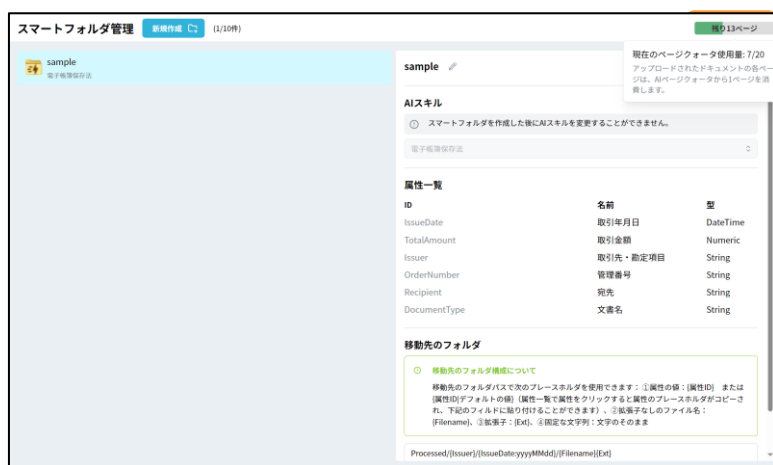 スマートフォルダ管理 新規作成 (1/10件) 残り13ページ
現在のページクォータ使用量: 7/20
アップロードされたドキュメントの各ペー
ジは、AIページクォータから1ページを消
費します。
sample
電子帳簿保存法
sample
AIスキル
スマートフォルダを作成した後にAIスキルを変更することができません。
電子帳簿保存法
属性一覧
ID 名前 型
IssueDate 取引年月日 DateTime
TotalAmount 取引金額 Numeric
Issuer 取引先・勘定項目 String
OrderNumber 管理番号 String
Recipient 宛先 String
DocumentType 文書名 String
移動先のフォルダ
移動先のフォルダ構成について
移動先のフォルダパスで次のプレースホルダを使用できます： ①属性の値：{属性ID} または
{属性ID|デフォルトの値}（属性一覧で属性をクリックすると属性のプレースホルダがコピーさ
れ、下記のフィールドに貼り付けることができます）、②拡張子なしのファイル名：
{Filename}、③拡張子：{Ext}、④固定な文字列：文字のそのまま
Processed/{Issuer}/{IssueDate:yyyyMMdd}/{Filename}{Ext}